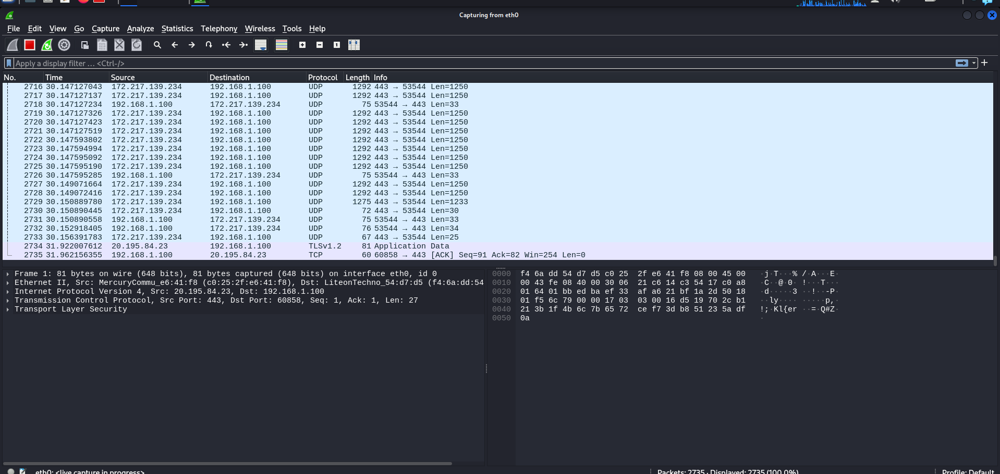 Capturing from eth0
File Edit View Go Capture Analyze Statistics Telephony Wireless Tools Help
Apply a display filter … <Ctrl-/>
No. Time Source Destination Protocol Length Info
2716 30.147127043 172.217.139.234 192.168.1.100 UDP 1292 443 → 53544 Len=1250
2717 30.147127137 172.217.139.234 192.168.1.100 UDP 1292 443 → 53544 Len=1250
2718 30.147127234 192.168.1.100 172.217.139.234 UDP 75 53544 → 443 Len=33
2719 30.147127326 172.217.139.234 192.168.1.100 UDP 1292 443 → 53544 Len=1250
2720 30.147127423 172.217.139.234 192.168.1.100 UDP 1292 443 → 53544 Len=1250
2721 30.147127519 172.217.139.234 192.168.1.100 UDP 1292 443 → 53544 Len=1250
2722 30.147593802 172.217.139.234 192.168.1.100 UDP 1292 443 → 53544 Len=1250
2723 30.147594994 172.217.139.234 192.168.1.100 UDP 1292 443 → 53544 Len=1250
2724 30.147595092 172.217.139.234 192.168.1.100 UDP 1292 443 → 53544 Len=1250
2725 30.147595190 172.217.139.234 192.168.1.100 UDP 1292 443 → 53544 Len=1250
2726 30.147595285 192.168.1.100 172.217.139.234 UDP 75 53544 → 443 Len=33
2727 30.149071664 172.217.139.234 192.168.1.100 UDP 1292 443 → 53544 Len=1250
2728 30.149072416 172.217.139.234 192.168.1.100 UDP 1292 443 → 53544 Len=1250
2729 30.150889780 172.217.139.234 192.168.1.100 UDP 1275 443 → 53544 Len=1233
2730 30.150890445 172.217.139.234 192.168.1.100 UDP 72 443 → 53544 Len=30
2731 30.150890558 192.168.1.100 172.217.139.234 UDP 75 53544 → 443 Len=33
2732 30.152918405 192.168.1.100 172.217.139.234 UDP 76 53544 → 443 Len=34
2733 30.156391783 172.217.139.234 192.168.1.100 UDP 67 443 → 53544 Len=25
2734 31.922007612 20.195.84.23 192.168.1.100 TLSv1.2 81 Application Data
2735 31.962156355 192.168.1.100 20.195.84.23 TCP 60 60858 → 443 [ACK] Seq=91 Ack=82 Win=254 Len=0
Frame 1: 81 bytes on wire (648 bits), 81 bytes captured (648 bits) on interface eth0, id 0
Ethernet II, Src: MercuryCommu_e6:41:f8 (c0:25:2f:e6:41:f8), Dst: LiteonTechno_54:d7:d5 (f4:6a:dd:54
Internet Protocol Version 4, Src: 20.195.84.23, Dst: 192.168.1.100
Transmission Control Protocol, Src Port: 443, Dst Port: 60858, Seq: 1, Ack: 1, Len: 27
Transport Layer Security
0000 f4 6a dd 54 d7 d5 c0 25 2f e6 41 f8 08 00 45 00 ·j·T···% /·A···E·
0010 00 43 fe 08 40 00 30 06 21 c6 14 c3 54 17 c0 a8 ·C··@·0· !···T···
0020 01 64 01 bb ed ba ef 33 af a6 21 bf 1a 2d 50 18 ·d·····3 ··!··-P·
0030 01 f5 6c 79 00 00 17 03 03 00 16 d5 19 70 2c b1 ··ly···· ·····p,·
0040 21 3b 1f 4b 6c 7b 65 72 ce f7 3d b8 51 23 5a df !;·Kl{er ··=·Q#Z·
0050 0a ·
eth0: <live capture in progress>
Packets: 2735 · Displayed: 2735 (100.0%)
Profile: Default